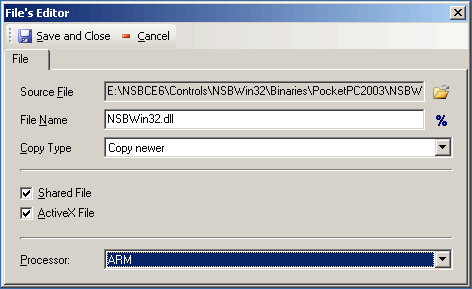 File's Editor
Save and Close Cancel
File
Source File E:\NSBCE6\Controls\NSBWin32\Binaries\PocketPC2003\NSBW
File Name NSBWin32.dll %
Copy Type Copy newer
Shared File
ActiveX File
Processor: ARM